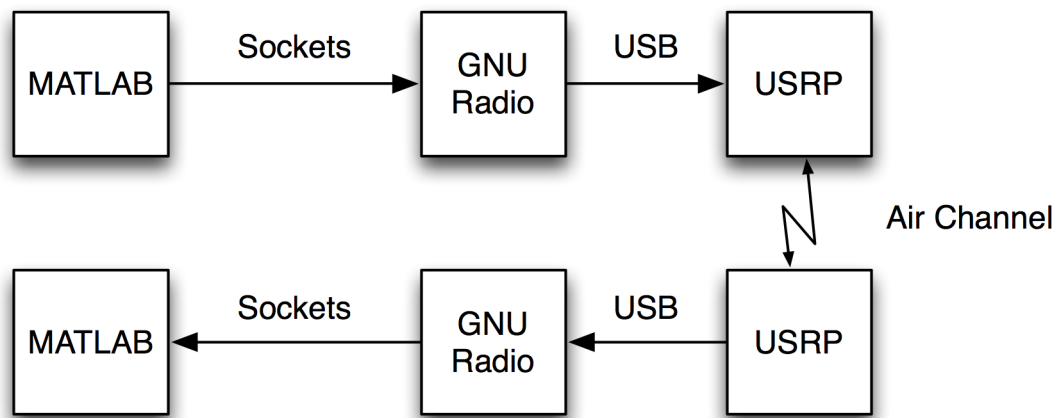 Sockets
USB
MATLAB
GNU
Radio
USRP
Air Channel
Sockets
USB
MATLAB
GNU
Radio
USRP